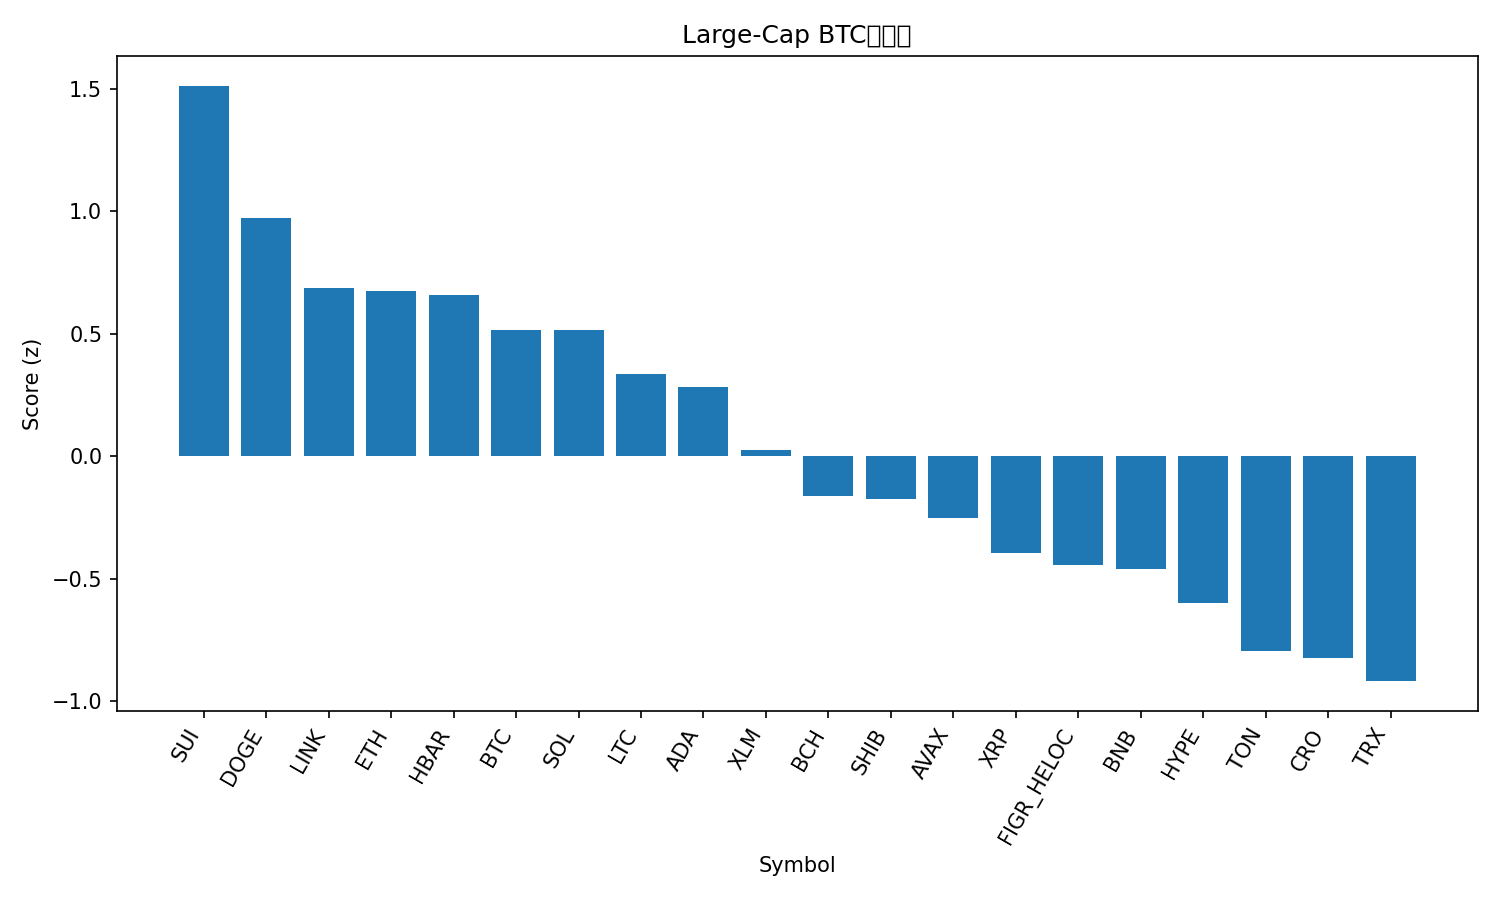 Large-Cap BTC
Score (z)
1.5
1.0
0.5
0.0
−0.5
−1.0
SUI
DOGE
LINK
ETH
HBAR
BTC
SOL
LTC
ADA
XLM
BCH
SHIB
AVAX
XRP
FIGR_HELOC
BNB
HYPE
TON
CRO
TRX
Symbol